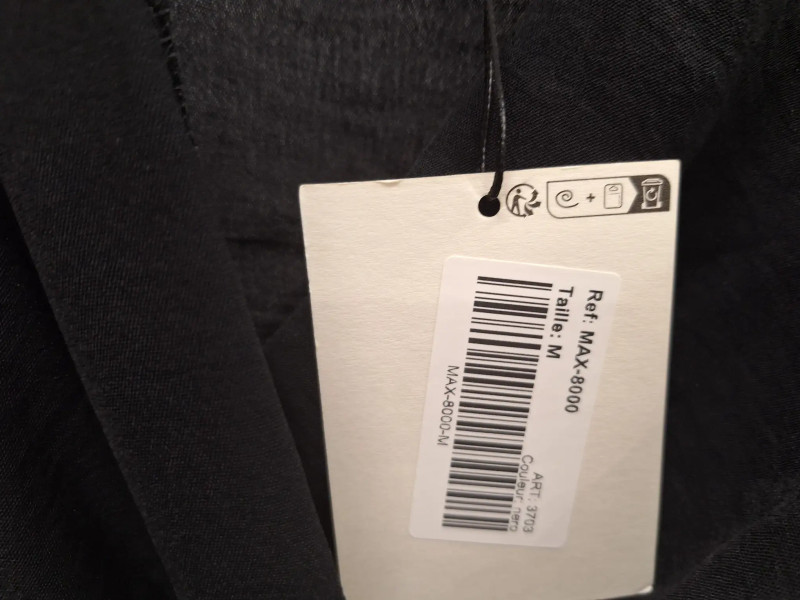 Ref: MAX-8000
Taille: M
ART: 3703
Couleur: nero
MAX-8000-M